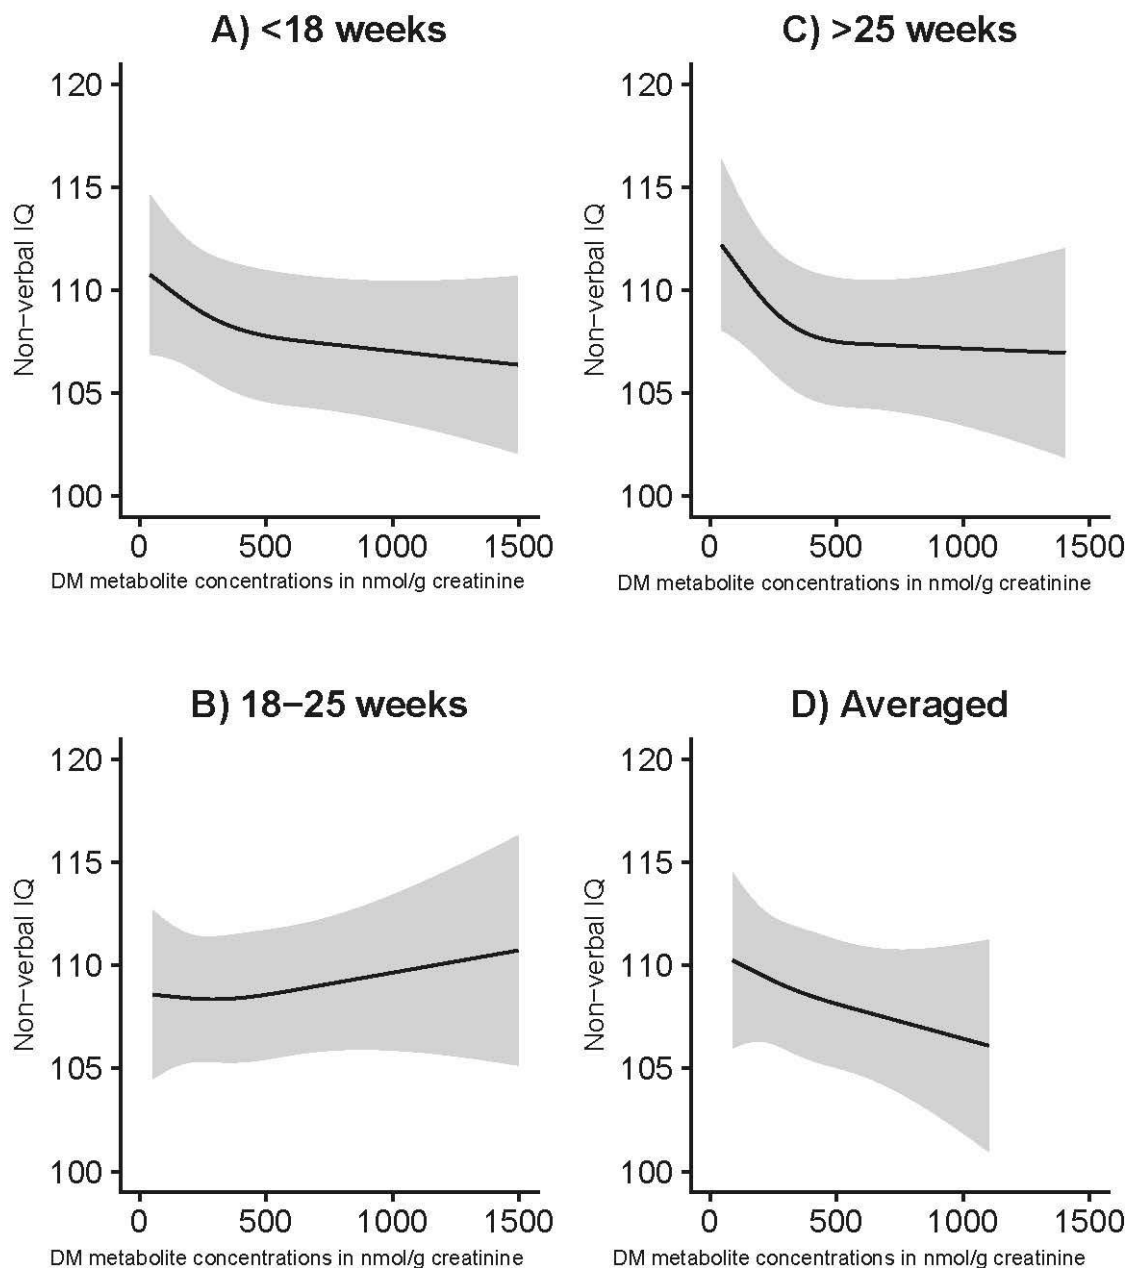 A) <18 weeks
Non−verbal IQ
120
115
110
105
100
0 500 1000 1500
DM metabolite concentrations in nmol/g creatinine
C) >25 weeks
Non−verbal IQ
120
115
110
105
100
0 500 1000 1500
DM metabolite concentrations in nmol/g creatinine
B) 18−25 weeks
Non−verbal IQ
120
115
110
105
100
0 500 1000 1500
DM metabolite concentrations in nmol/g creatinine
D) Averaged
Non−verbal IQ
120
115
110
105
100
0 500 1000 1500
DM metabolite concentrations in nmol/g creatinine